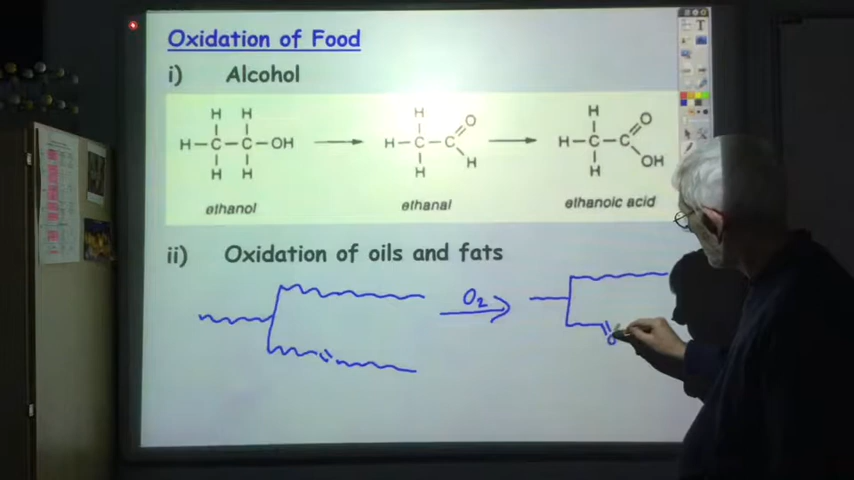 Oxidation of Food
i) Alcohol
H H H O H O
H-C-C-OH → H-C-C → H-C-C
H H H H H OH
ethanol ethanal ethanoic acid
ii) Oxidation of oils and fats
O₂
O